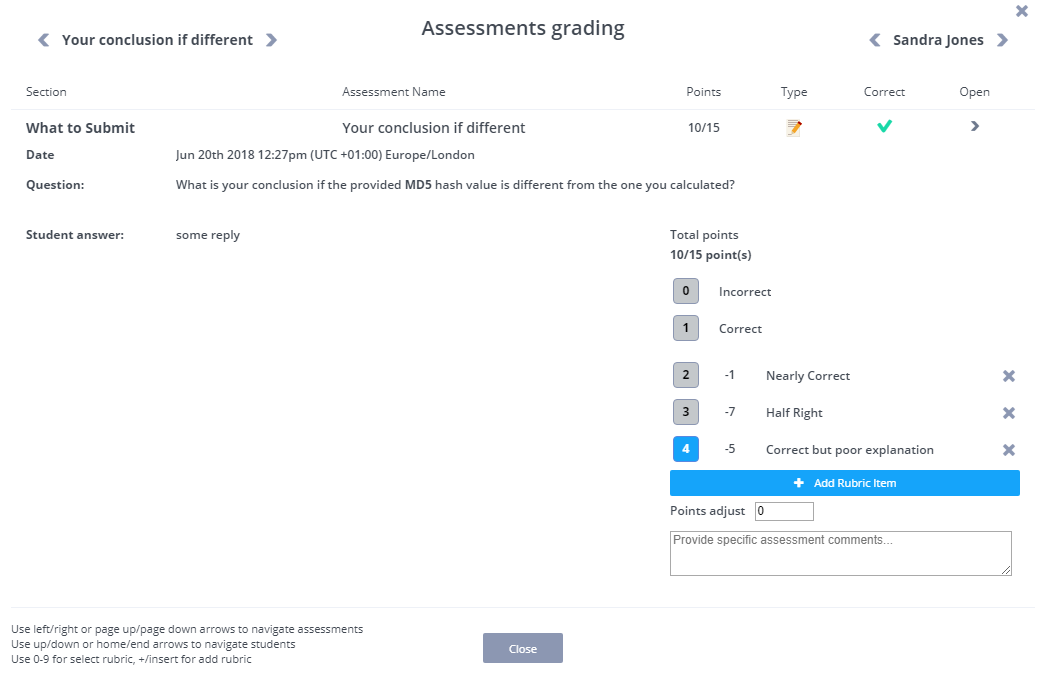 Assessments grading
Your conclusion if different
Sandra Jones
Section Assessment Name Points Type Correct Open
What to Submit Your conclusion if different 10/15
Date Jun 20th 2018 12:27pm (UTC +01:00) Europe/London
Question: What is your conclusion if the provided MD5 hash value is different from the one you calculated?
Student answer: some reply
Total points
10/15 point(s)
0 Incorrect
1 Correct
2 -1 Nearly Correct
3 -7 Half Right
4 -5 Correct but poor explanation
Add Rubric Item
Points adjust 0
Provide specific assessment comments...
Use left/right or page up/page down arrows to navigate assessments
Use up/down or home/end arrows to navigate students
Use 0-9 for select rubric, +/insert for add rubric
Close